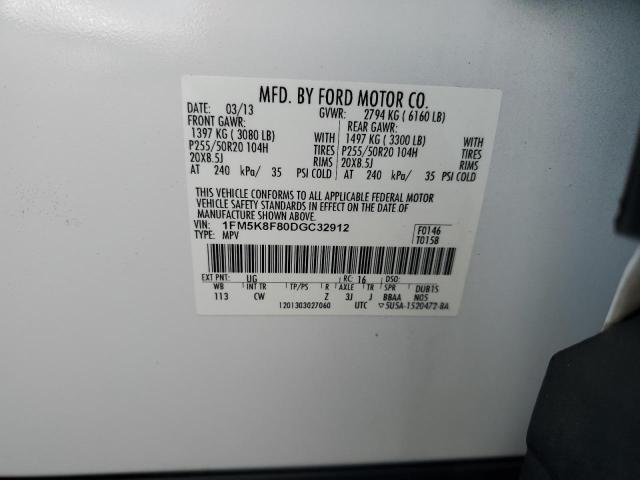 MFD. BY FORD MOTOR CO.
DATE: 03/13 GVWR: 2794 KG ( 6160 LB)
FRONT GAWR: REAR GAWR:
1397 KG ( 3080 LB) WITH 1497 KG ( 3300 LB) WITH
P255/50R20 104H TIRES P255/50R20 104H TIRES
20X8.5J RIMS 20X8.5J RIMS
AT 240 kPa/ 35 PSI COLD AT 240 kPa/ 35 PSI COLD
THIS VEHICLE CONFORMS TO ALL APPLICABLE FEDERAL MOTOR
VEHICLE SAFETY STANDARDS IN EFFECT ON THE DATE OF
MANUFACTURE SHOWN ABOVE.
VIN: 1FM5K8F80DGC32912 F0146
TYPE: MPV T015B
EXT PNT: UG RC: 16 DSO:
WB INT TR TP/PS R AXLE TR SPR DUB1S
113 CW Z 3J J BBAA N05
1201303027060 UTC ▽5U5A-1520472-BA